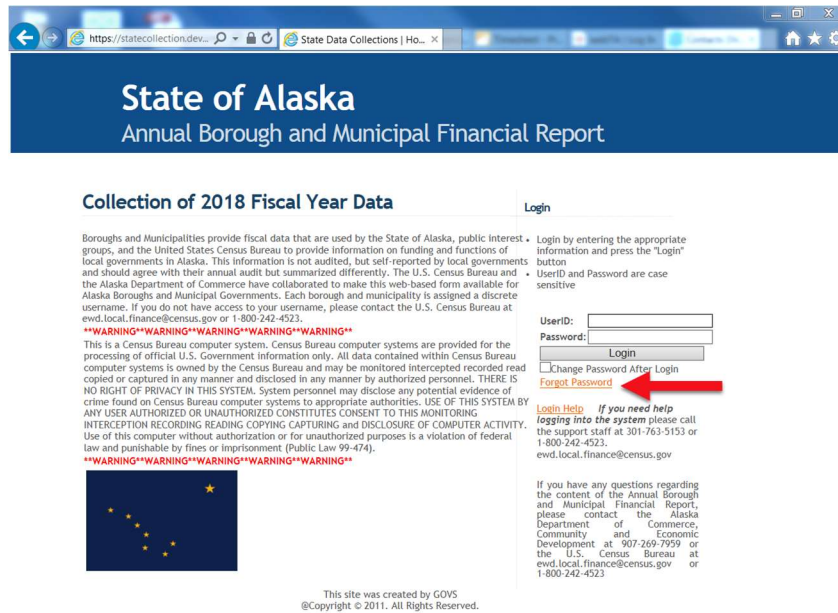 https://statecollection.dev...
State Data Collections | Ho...
State of Alaska
Annual Borough and Municipal Financial Report
Collection of 2018 Fiscal Year Data
Boroughs and Municipalities provide fiscal data that are used by the State of Alaska, public interest
groups, and the United States Census Bureau to provide information on funding and functions of
local governments in Alaska. This information is not audited, but self-reported by local governments
and should agree with their annual audit but summarized differently. The U.S. Census Bureau and
the Alaska Department of Commerce have collaborated to make this web-based form available for
Alaska Boroughs and Municipal Governments. Each borough and municipality is assigned a discrete
username. If you do not have access to your username, please contact the U.S. Census Bureau at
ewd.local.finance@census.gov or 1-800-242-4523.
**WARNING**WARNING**WARNING**WARNING**WARNING**
This is a Census Bureau computer system. Census Bureau computer systems are provided for the
processing of official U.S. Government information only. All data contained within Census Bureau
computer systems is owned by the Census Bureau and may be monitored intercepted recorded read
copied or captured in any manner and disclosed in any manner by authorized personnel. THERE IS
NO RIGHT OF PRIVACY IN THIS SYSTEM. System personnel may disclose any potential evidence of
crime found on Census Bureau computer systems to appropriate authorities. USE OF THIS SYSTEM BY
ANY USER AUTHORIZED OR UNAUTHORIZED CONSTITUTES CONSENT TO THIS MONITORING
INTERCEPTION RECORDING READING COPYING CAPTURING and DISCLOSURE OF COMPUTER ACTIVITY.
Use of this computer without authorization or for unauthorized purposes is a violation of federal
law and punishable by fines or imprisonment (Public Law 99-474).
**WARNING**WARNING**WARNING**WARNING**WARNING**
Login
Login by entering the appropriate
information and press the "Login"
button
UserID and Password are case
sensitive
UserID:
Password:
Login
Change Password After Login
Forgot Password
Login Help If you need help
logging into the system please call
the support staff at 301-763-5153 or
1-800-242-4523.
ewd.local.finance@census.gov
If you have any questions regarding
the content of the Annual Borough
and Municipal Financial Report,
please contact the Alaska
Department of Commerce,
Community and Economic
Development at 907-269-7959 or
the U.S. Census Bureau at
ewd.local.finance@census.gov or
1-800-242-4523
This site was created by GOVS
@Copyright © 2011. All Rights Reserved.